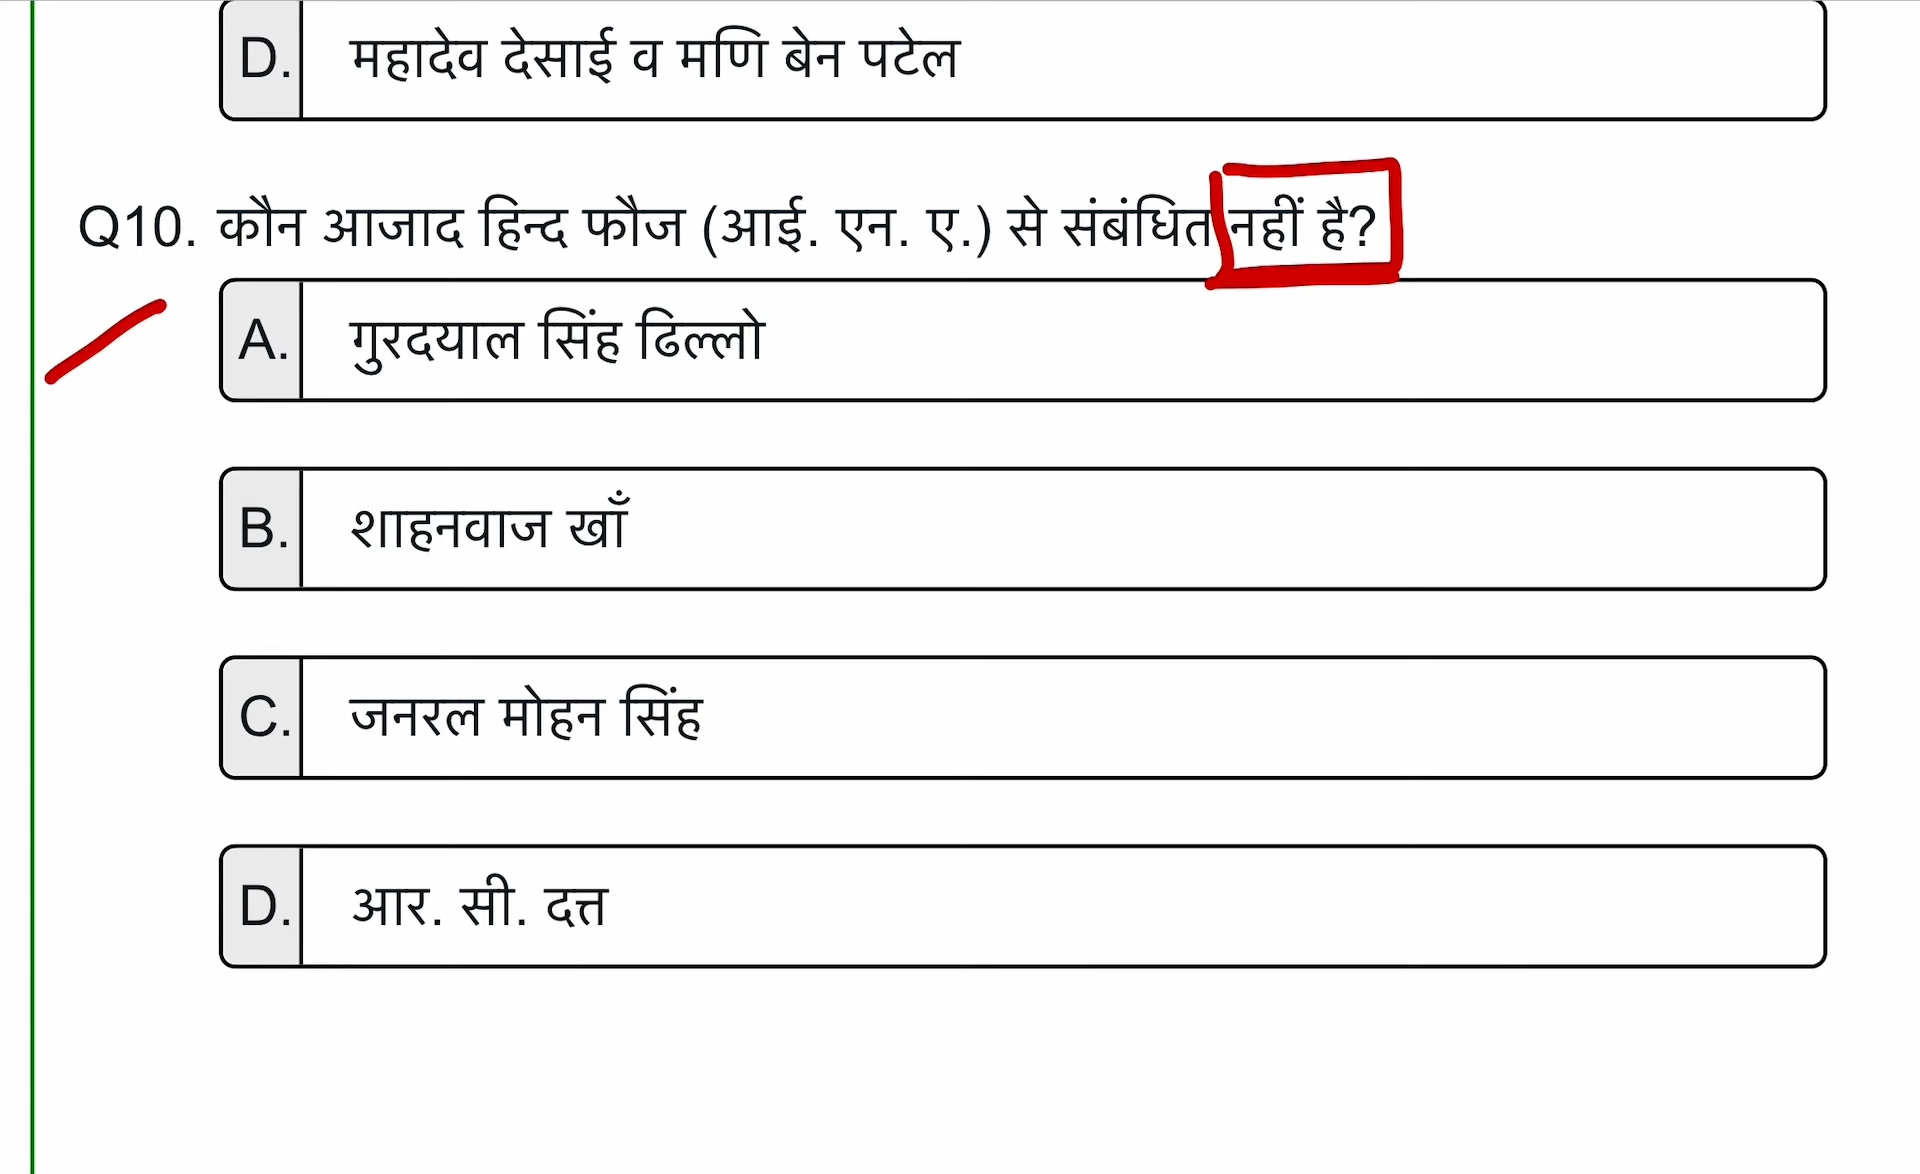 D. महादेव देसाई व मणि बेन पटेल
Q10. कौन आजाद हिन्द फौज (आई. एन. ए.) से संबंधित नहीं है?
A. गुरदयाल सिंह ढिल्लो
B. शाहनवाज खाँ
C. जनरल मोहन सिंह
D. आर. सी. दत्त